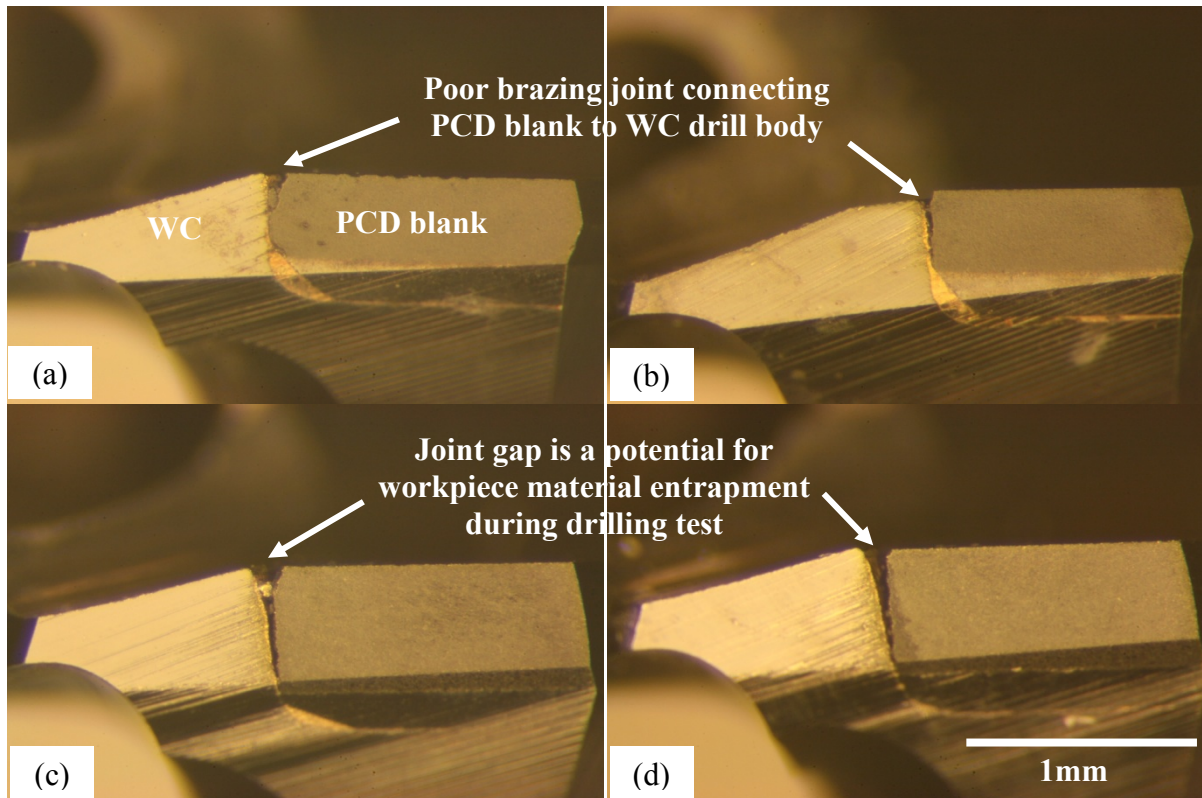 Poor brazing joint connecting
PCD blank to WC drill body
WC
PCD blank
(a)
(b)
Joint gap is a potential for
workpiece material entrapment
during drilling test
(c)
(d)
1mm